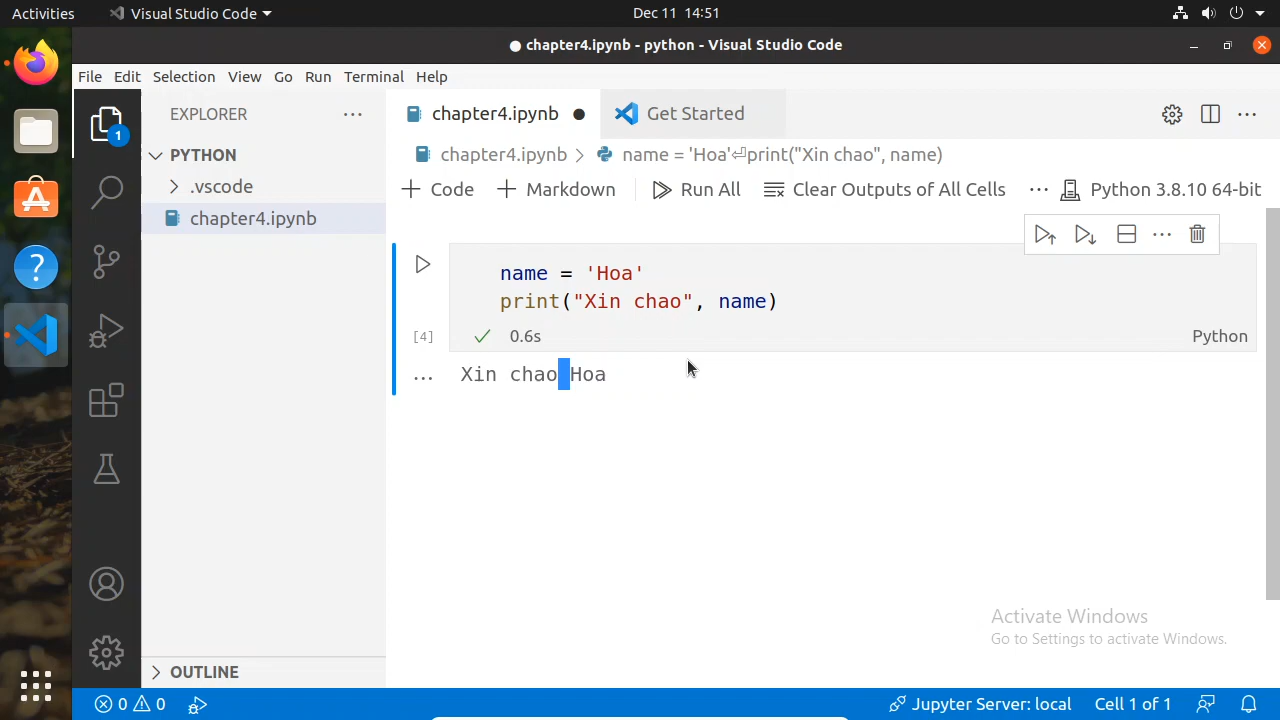 Activities Visual Studio Code Dec 11 14:51
● chapter4.ipynb - python - Visual Studio Code
File Edit Selection View Go Run Terminal Help
1
EXPLORER ···
PYTHON
.vscode
chapter4.ipynb
OUTLINE
chapter4.ipynb ● Get Started ···
chapter4.ipynb > name = 'Hoa'⏎print("Xin chao", name)
+ Code + Markdown Run All Clear Outputs of All Cells ··· Python 3.8.10 64-bit
···
name = 'Hoa'
print("Xin chao", name)
[4] ✓ 0.6s Python
... Xin chao Hoa
Activate Windows
Go to Settings to activate Windows.
0 0 Jupyter Server: local Cell 1 of 1